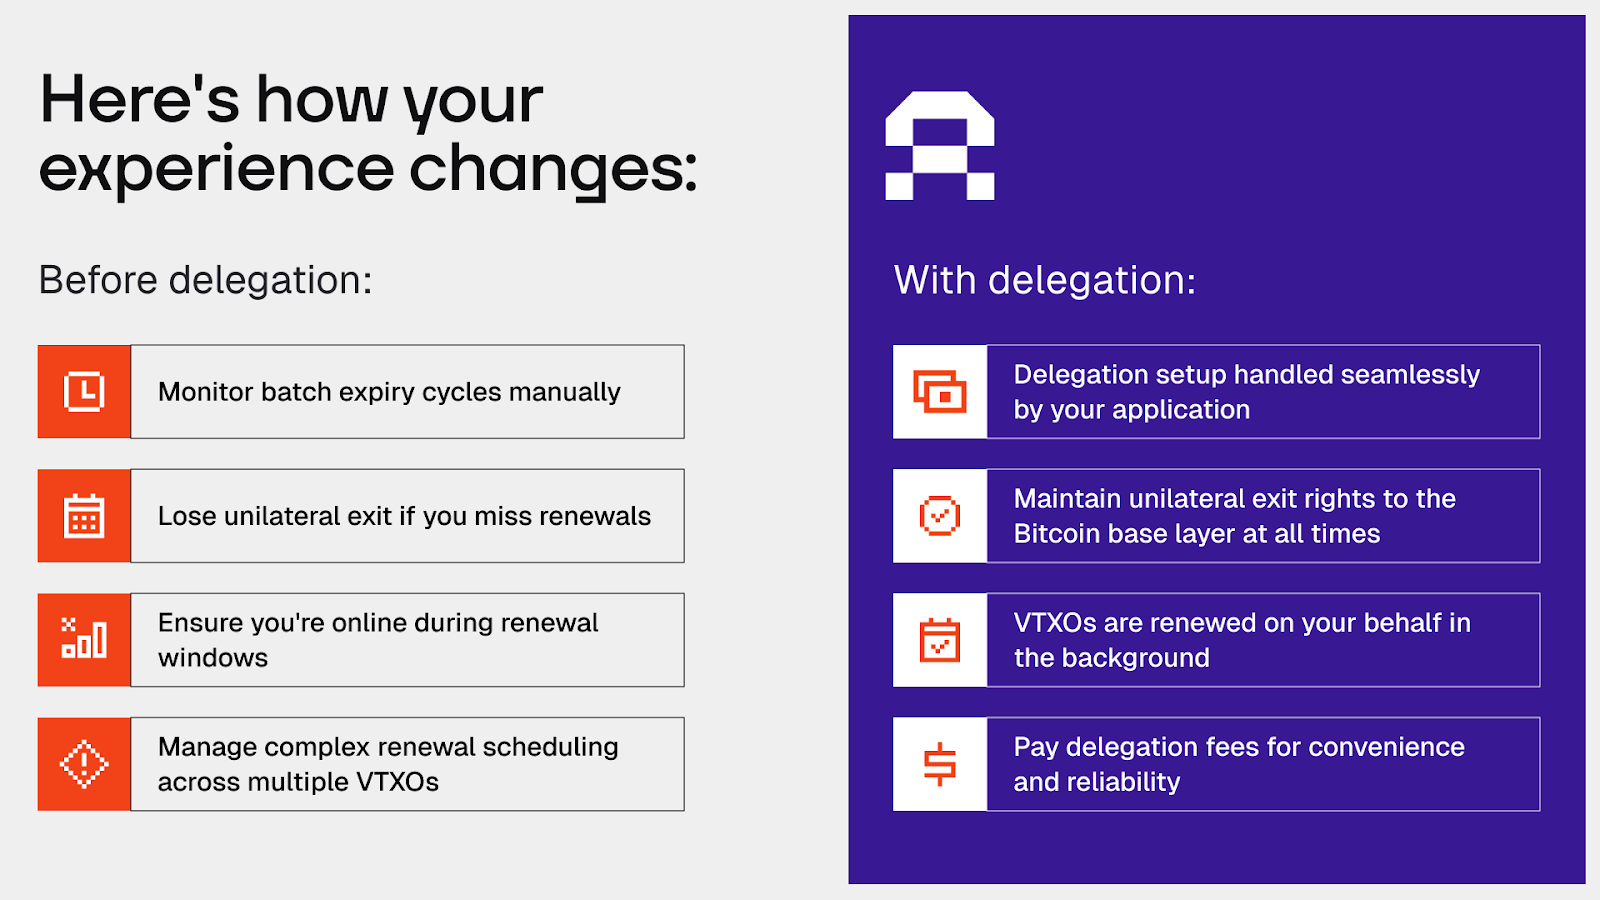 Here's how your
experience changes:
Before delegation:
Monitor batch expiry cycles manually
Lose unilateral exit if you miss renewals
Ensure you're online during renewal
windows
Manage complex renewal scheduling
across multiple VTXOs
With delegation:
Delegation setup handled seamlessly
by your application
Maintain unilateral exit rights to the
Bitcoin base layer at all times
VTXOs are renewed on your behalf in
the background
Pay delegation fees for convenience
and reliability